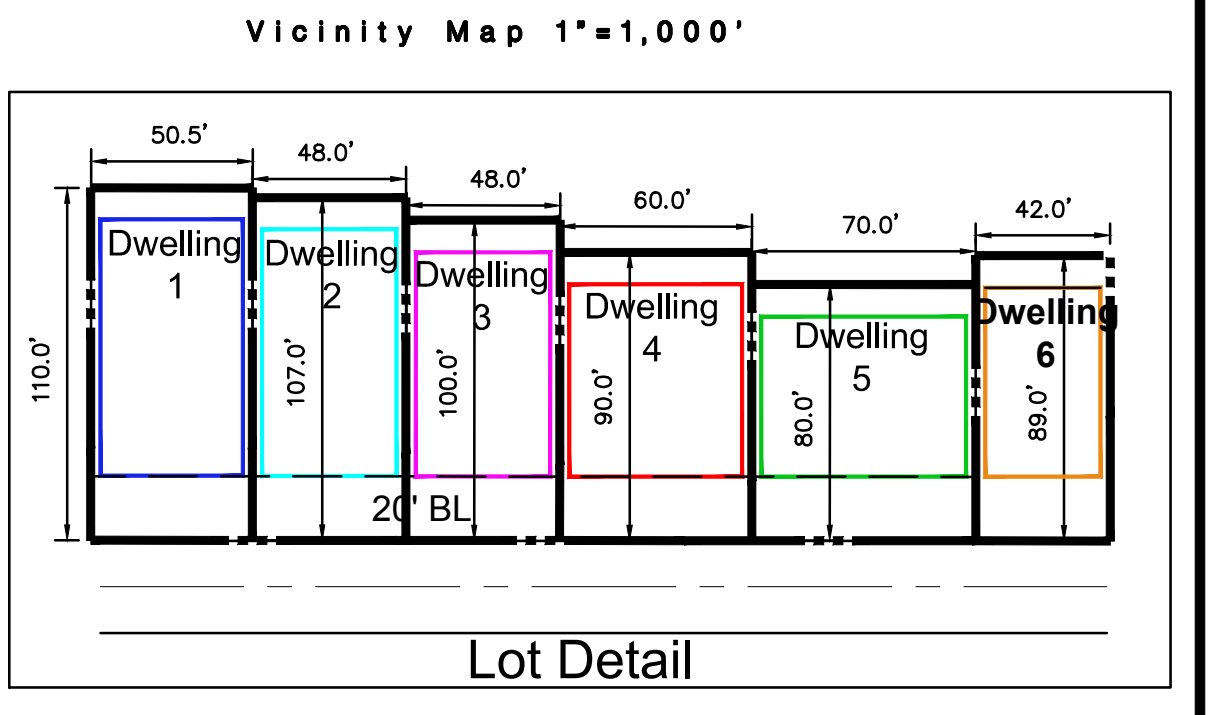 Vicinity Map 1"=1,000'
50.5'
48.0'
48.0'
60.0'
70.0'
42.0'
Dwelling
1
Dwelling
2
Dwelling
3
Dwelling
4
Dwelling
5
Dwelling
6
110.0'
107.0'
100.0'
90.0'
80.0'
89.0'
20' BL
Lot Detail